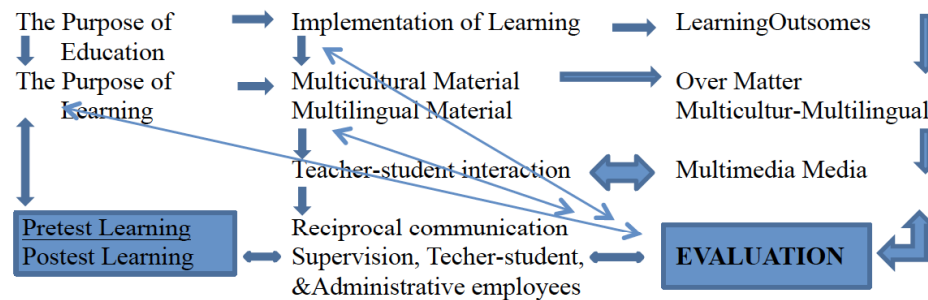 The Purpose of Education
Implementation of Learning
LearningOutcomes
The Purpose of Learning
Multicultural Material
Multilingual Material
Over Matter
Multicultur-Multilingual
Teacher-student interaction
Multimedia Media
Pretest Learning
Postest Learning
Reciprocal communication
Supervision, Techer-student,
&Administrative employees
EVALUATION